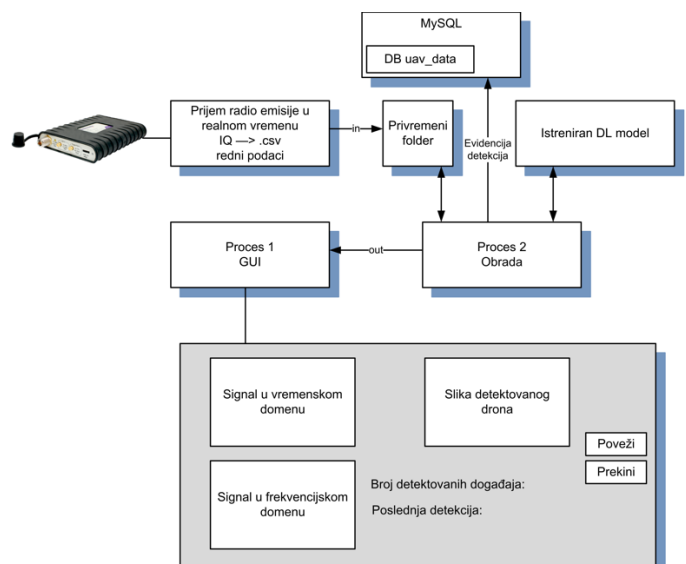 MySQL
DB uav_data
Prijem radio emisije u
realnom vremenu
IQ —> .csv
redni podaci
in
Privremeni
folder
Evidencija
detekcija
Istreniran DL model
Proces 1
GUI
out
Proces 2
Obrada
Signal u vremenskom
domenu
Slika detektovanog
drona
Poveži
Prekini
Signal u frekvencijskom
domenu
Broj detektovanih događaja:
Poslednja detekcija: